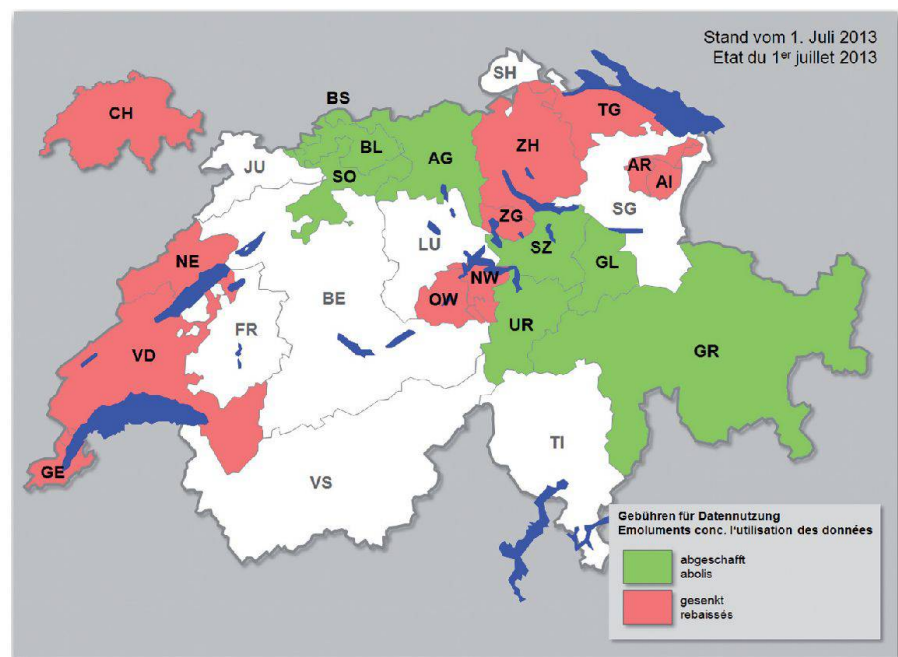 Stand vom 1. Juli 2013
Etat du 1er juillet 2013
SH
CH
BS
TG
BL
ZH
JU
AG
AR
SO
AI
SG
ZG
LU
SZ
NE
GL
NW
OW
BE
UR
FR
GR
VD
TI
GE
VS
Gebühren für Datennutzung
Emoluments conc. l'utilisation des données
abgeschafft
abolis
gesenkt
rebaissés